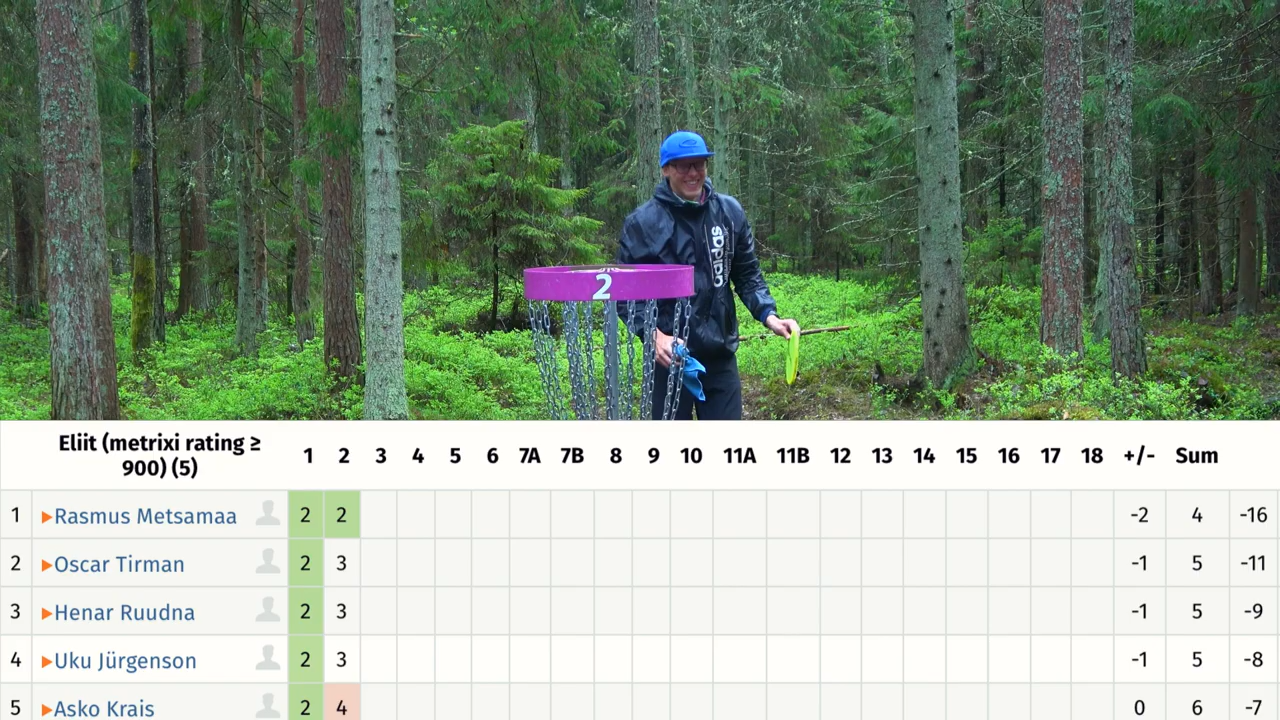 adidas
2
Eliit (metrixi rating ≥
900) (5) 1 2 3 4 5 6 7A 7B 8 9 10 11A 11B 12 13 14 15 16 17 18 +/- Sum
1 Rasmus Metsamaa 2 2 -2 4 -16
2 Oscar Tirman 2 3 -1 5 -11
3 Henar Ruudna 2 3 -1 5 -9
4 Uku Jürgenson 2 3 -1 5 -8
5 Asko Krais 2 4 0 6 -7